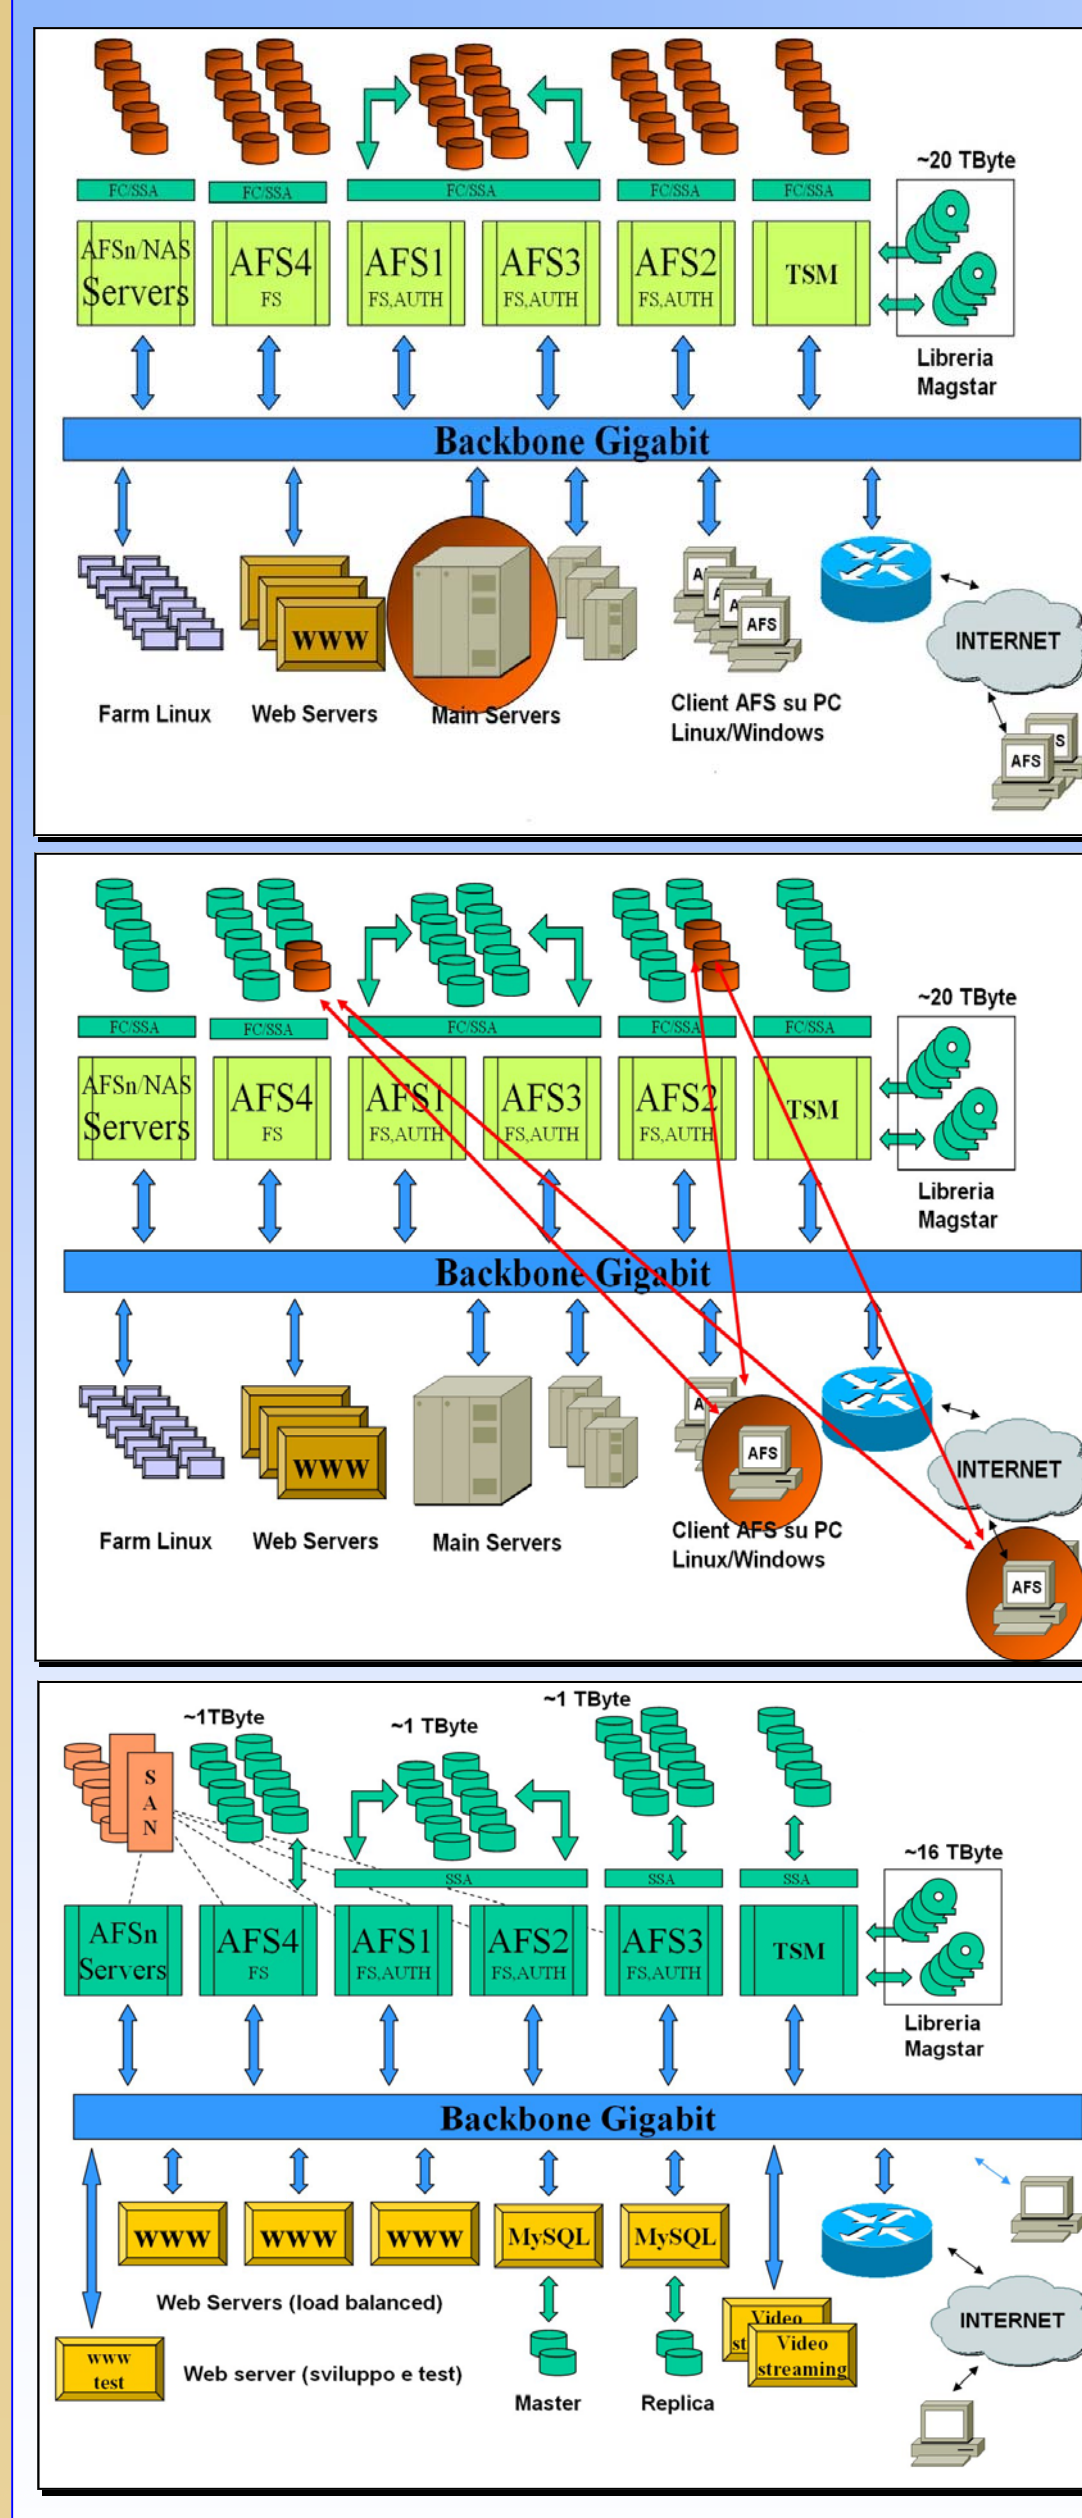 ~20 TByte
FC/SSA FC/SSA FC/SSA FC/SSA FC/SSA
AFSn/NAS
Servers
AFS4
FS
AFS1
FS,AUTH
AFS3
FS,AUTH
AFS2
FS,AUTH
TSM
Libreria
Magstar
Backbone Gigabit
WWW
AFS
INTERNET
Farm Linux
Web Servers
Main Servers
Client AFS su PC
Linux/Windows
AFS
~20 TByte
FC/SSA FC/SSA FC/SSA FC/SSA FC/SSA
AFSn/NAS
Servers
AFS4
FS
AFS1
FS,AUTH
AFS3
FS,AUTH
AFS2
FS,AUTH
TSM
Libreria
Magstar
Backbone Gigabit
WWW
AFS
INTERNET
Farm Linux
Web Servers
Main Servers
Client AFS su PC
Linux/Windows
AFS
~1TByte
~1 TByte
~1 TByte
S
A
N
~16 TByte
SSA SSA SSA
AFSn
Servers
AFS4
FS
AFS1
FS,AUTH
AFS2
FS,AUTH
AFS3
FS,AUTH
TSM
Libreria
Magstar
Backbone Gigabit
WWW WWW WWW MySQL MySQL
Web Servers (load balanced)
Video
Video
streaming
INTERNET
www
test
Web server (sviluppo e test)
Master
Replica